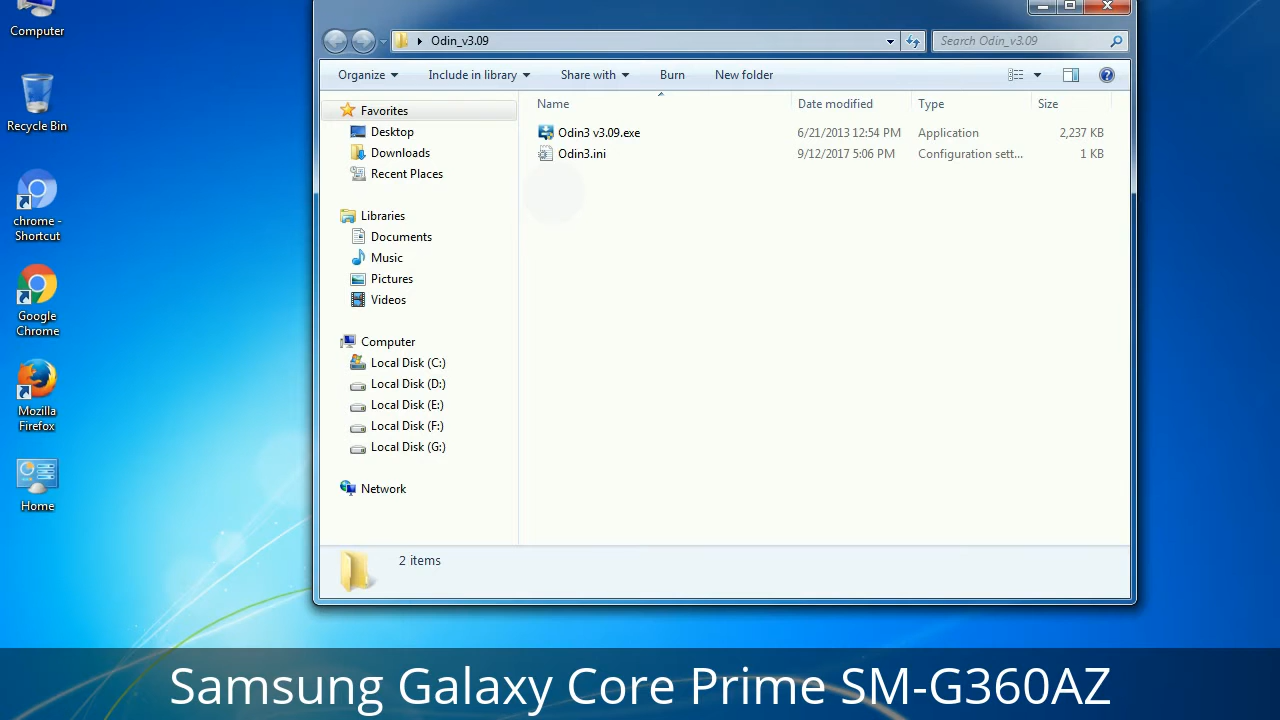 Computer
Recycle Bin
chrome -
Shortcut
Google
Chrome
Mozilla
Firefox
Home
Odin_v3.09
Search Odin_v3.09
Organize
Include in library
Share with
Burn
New folder
Favorites
Desktop
Downloads
Recent Places
Libraries
Documents
Music
Pictures
Videos
Computer
Local Disk (C:)
Local Disk (D:)
Local Disk (E:)
Local Disk (F:)
Local Disk (G:)
Network
Name Date modified Type Size
Odin3 v3.09.exe 6/21/2013 12:54 PM Application 2,237 KB
Odin3.ini 9/12/2017 5:06 PM Configuration sett... 1 KB
2 items
Samsung Galaxy Core Prime SM-G360AZ